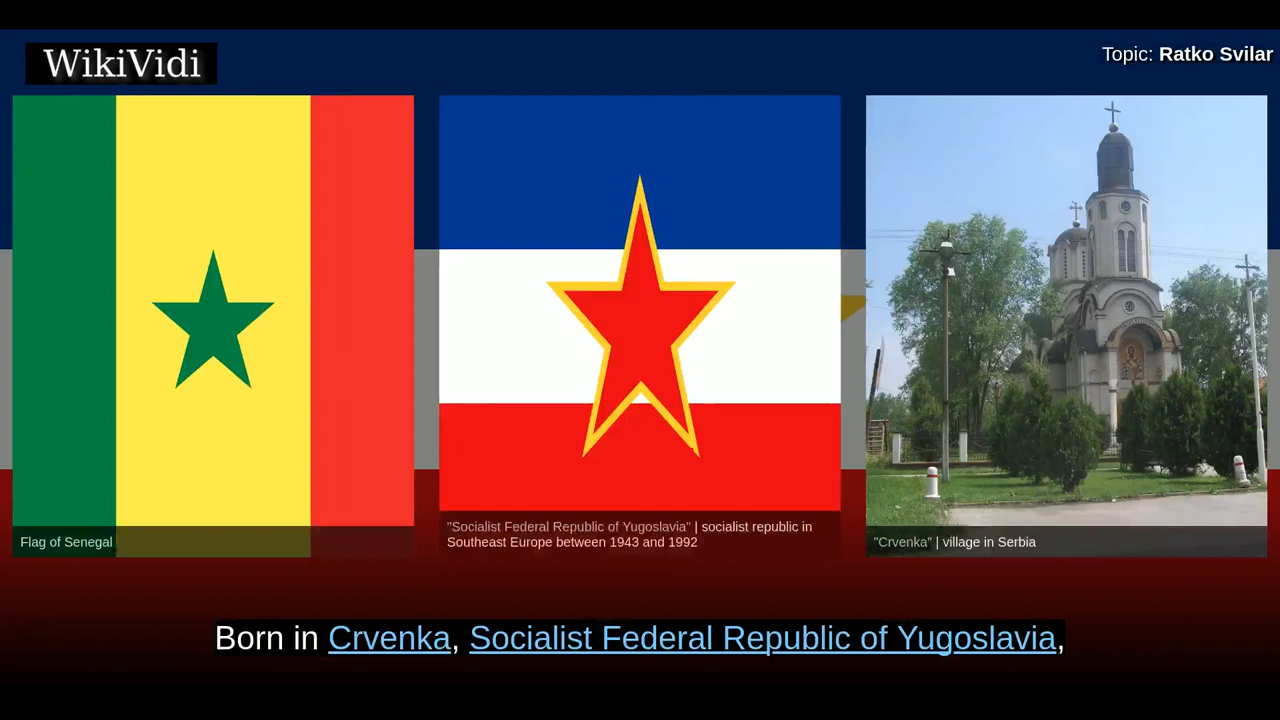 WikiVidi
Topic: Ratko Svilar
Flag of Senegal
"Socialist Federal Republic of Yugoslavia" | socialist republic in
Southeast Europe between 1943 and 1992
"Crvenka" | village in Serbia
Born in Crvenka, Socialist Federal Republic of Yugoslavia,